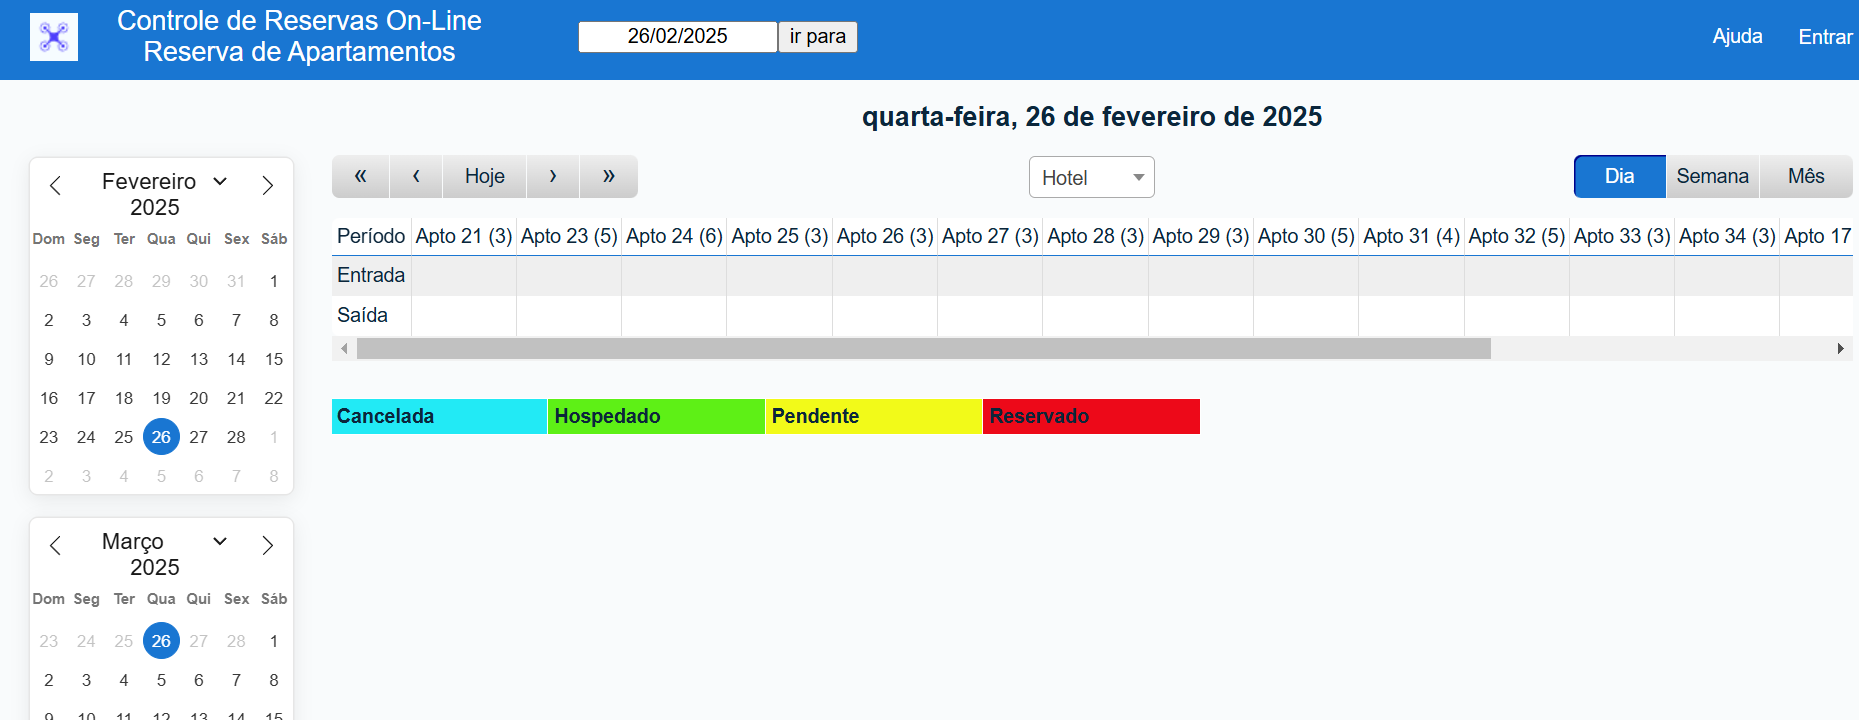 Controle de Reservas On-Line
Reserva de Apartamentos
26/02/2025 ir para
Ajuda Entrar
quarta-feira, 26 de fevereiro de 2025
« ‹ Hoje › »
Hotel
Dia Semana Mês
Fevereiro
2025
Dom Seg Ter Qua Qui Sex Sáb
26 27 28 29 30 31 1
2 3 4 5 6 7 8
9 10 11 12 13 14 15
16 17 18 19 20 21 22
23 24 25 26 27 28 1
2 3 4 5 6 7 8
Março
2025
Dom Seg Ter Qua Qui Sex Sáb
23 24 25 26 27 28 1
2 3 4 5 6 7 8
9 10 11 12 13 14 15
Período Apto 21 (3) Apto 23 (5) Apto 24 (6) Apto 25 (3) Apto 26 (3) Apto 27 (3) Apto 28 (3) Apto 29 (3) Apto 30 (5) Apto 31 (4) Apto 32 (5) Apto 33 (3) Apto 34 (3) Apto 17
Entrada
Saída
Cancelada Hospedado Pendente Reservado